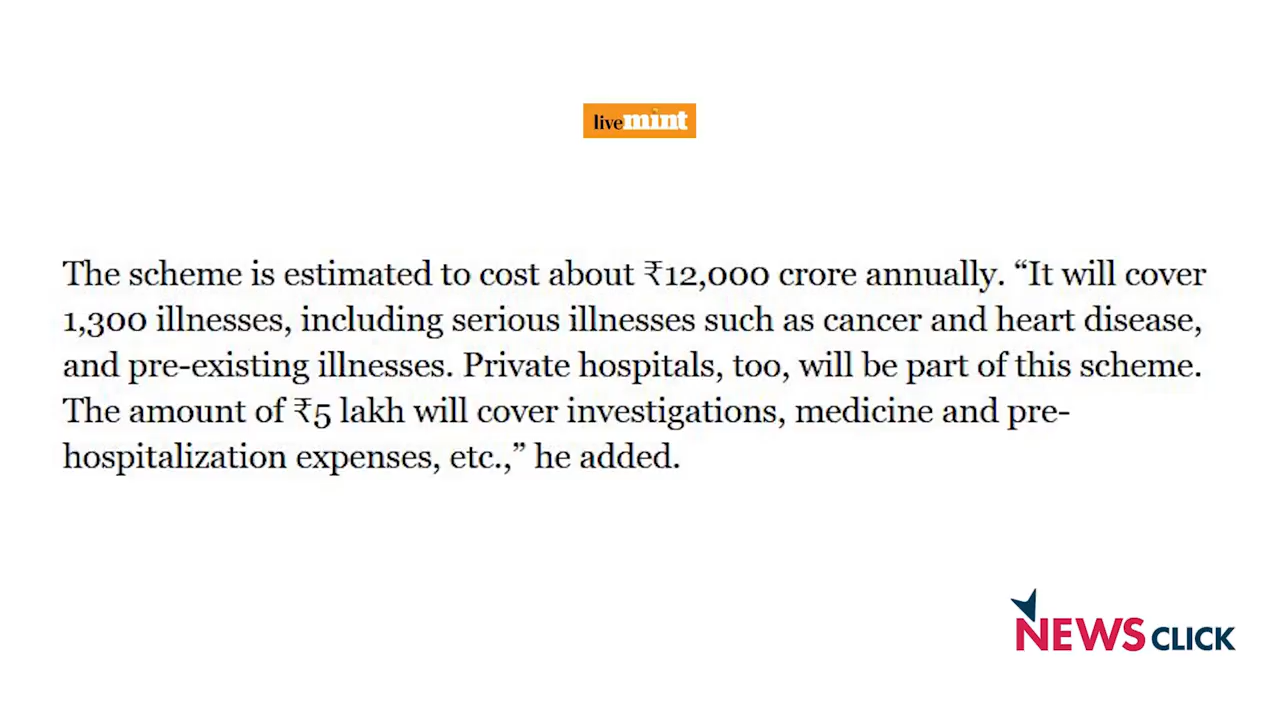 livemint
The scheme is estimated to cost about ₹12,000 crore annually. “It will cover
1,300 illnesses, including serious illnesses such as cancer and heart disease,
and pre-existing illnesses. Private hospitals, too, will be part of this scheme.
The amount of ₹5 lakh will cover investigations, medicine and pre-
hospitalization expenses, etc.,” he added.
NEWS CLICK